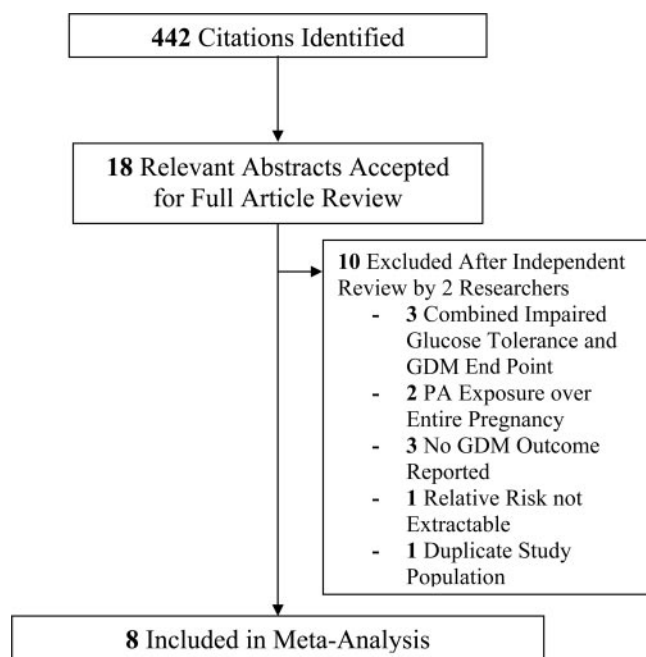 442 Citations Identified
18 Relevant Abstracts Accepted
for Full Article Review
10 Excluded After Independent
Review by 2 Researchers
- 3 Combined Impaired
Glucose Tolerance and
GDM End Point
- 2 PA Exposure over
Entire Pregnancy
- 3 No GDM Outcome
Reported
- 1 Relative Risk not
Extractable
- 1 Duplicate Study
Population
8 Included in Meta-Analysis